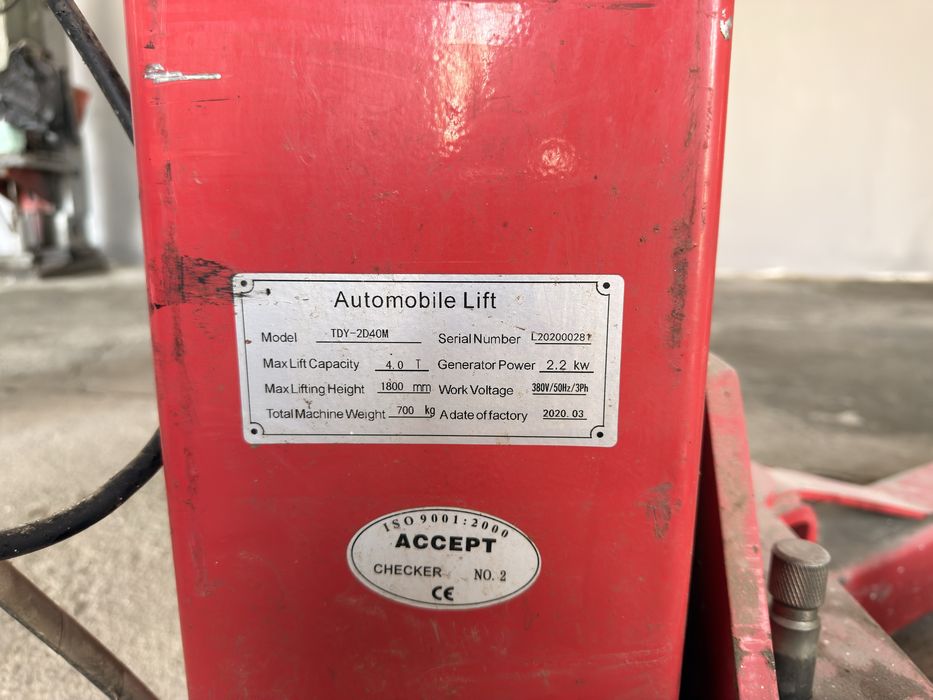 Automobile Lift
Model TDY-2D40M Serial Number L202000281
Max Lift Capacity 4.0 T Generator Power 2.2 kw
Max Lifting Height 1800 mm Work Voltage 380V/50Hz/3Ph
Total Machine Weight 700 kg A date of factory 2020.03
ISO9001:2000
ACCEPT
CHECKER NO.2
CE